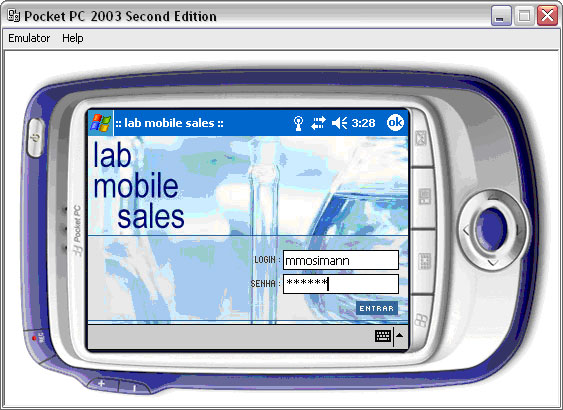 Pocket PC 2003 Second Edition
Emulator Help
:: lab mobile sales :: 3:28 ok
lab
mobile
sales
Pocket PC
LOGIN : mmosimann
SENHA : ******
ENTRAR